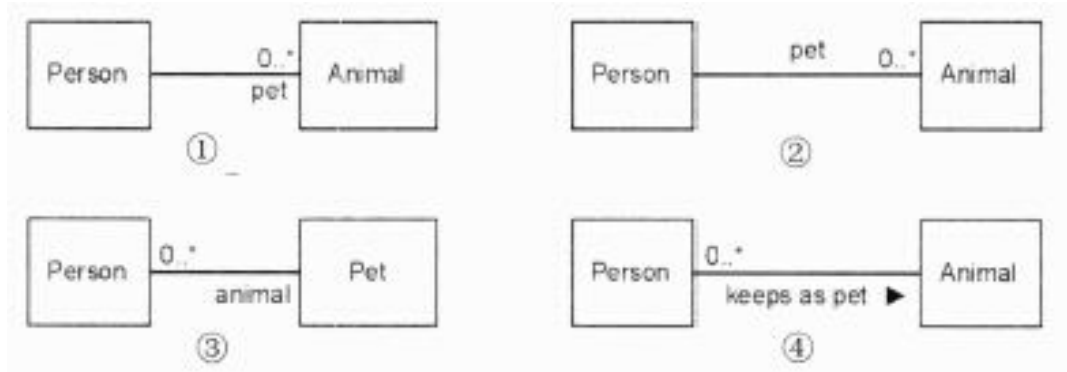 Person 0..* pet Animal
①
Person pet 0..* Animal
②
Person 0..* animal Pet
③
Person 0..* keeps as pet ► Animal
④